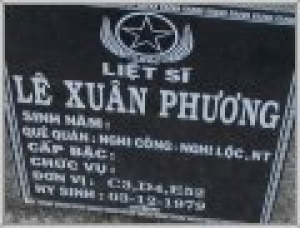 LIỆT SĨ
LÊ XUÂN PHƯƠNG
SINH NĂM :
QUÊ QUÁN : NGHI CÔNG - NGHI LỘC, NT
CẤP BẬC :
CHỨC VỤ :
ĐƠN VỊ : C3, D4, E52
HY SINH : 03-12-1979